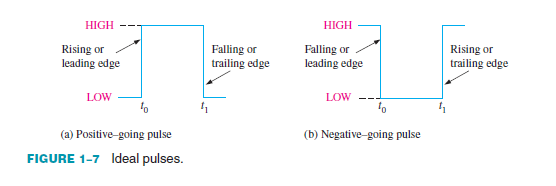 HIGH
Rising or
leading edge
Falling or
trailing edge
LOW
t0
t1
(a) Positive–going pulse
HIGH
Falling or
leading edge
Rising or
trailing edge
LOW
t0
t1
(b) Negative–going pulse
FIGURE 1–7 Ideal pulses.